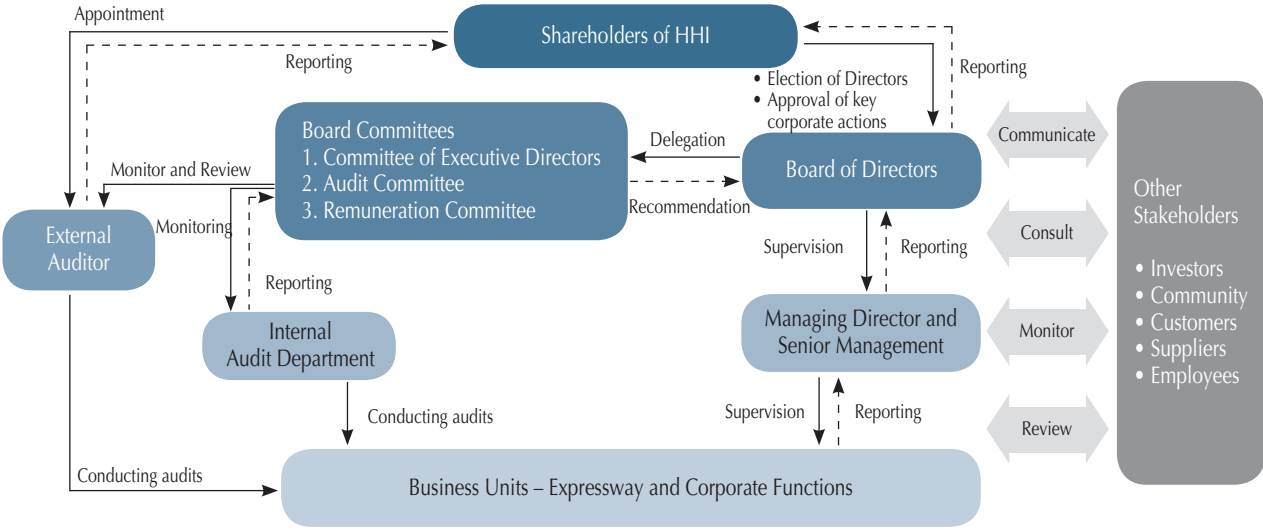 Appointment
Shareholders of HHI
Reporting
Reporting
• Election of Directors
• Approval of key
corporate actions
Board Committees
1. Committee of Executive Directors
2. Audit Committee
3. Remuneration Committee
Delegation
Recommendation
Board of Directors
Communicate
Monitor and Review
Monitoring
External
Auditor
Reporting
Supervision
Reporting
Consult
Other
Stakeholders
• Investors
• Community
• Customers
• Suppliers
• Employees
Internal
Audit Department
Managing Director and
Senior Management
Monitor
Conducting audits
Supervision
Reporting
Review
Conducting audits
Business Units – Expressway and Corporate Functions